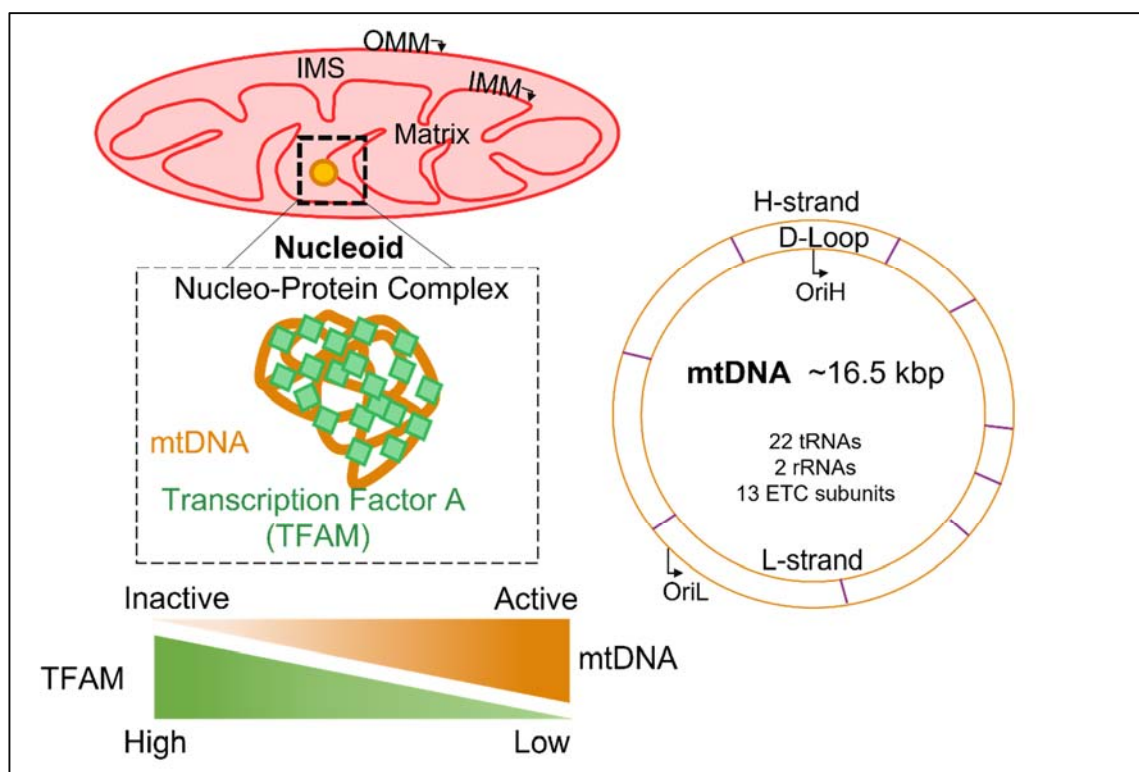 OMM
IMS
IMM
Matrix
Nucleoid
Nucleo-Protein Complex
mtDNA
Transcription Factor A
(TFAM)
Inactive
Active
TFAM
mtDNA
High
Low
H-strand
D-Loop
OriH
mtDNA ~16.5 kbp
22 tRNAs
2 rRNAs
13 ETC subunits
L-strand
OriL